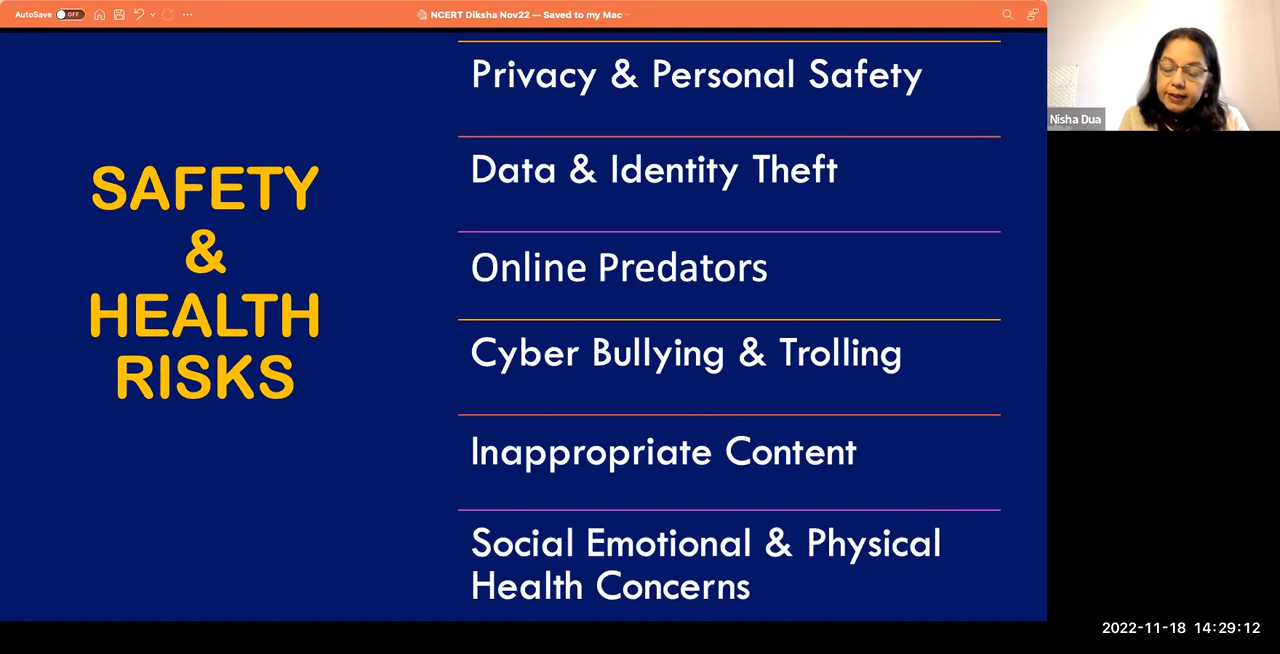 AutoSave OFF
NCERT Diksha Nov22 — Saved to my Mac
Privacy & Personal Safety
Nisha Dua
Data & Identity Theft
SAFETY
&
HEALTH
RISKS
Online Predators
Cyber Bullying & Trolling
Inappropriate Content
Social Emotional & Physical
Health Concerns
2022-11-18 14:29:12